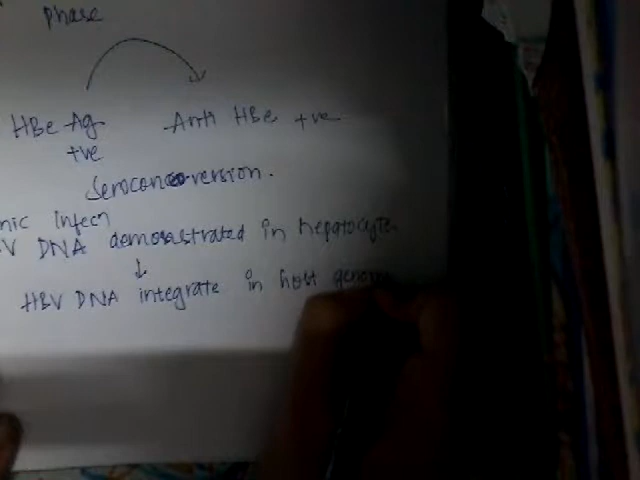 phase
HBe Ag Anti HBe +ve
+ve
Seroconversion.
nic Infecn
V DNA demonstrated in hepatocyte
↓
HBV DNA integrate in host genome